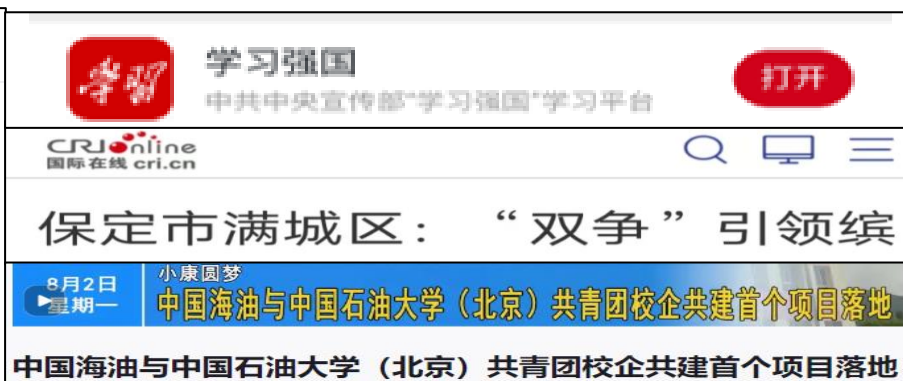 学習
学习强国
中共中央宣传部"学习强国"学习平台
打开
CRJ online
国际在线 cri.cn
保定市满城区：“双争”引领缤
8月2日
星期一
小康圆梦
中国海油与中国石油大学（北京）共青团校企共建首个项目落地
中国海油与中国石油大学（北京）共青团校企共建首个项目落地